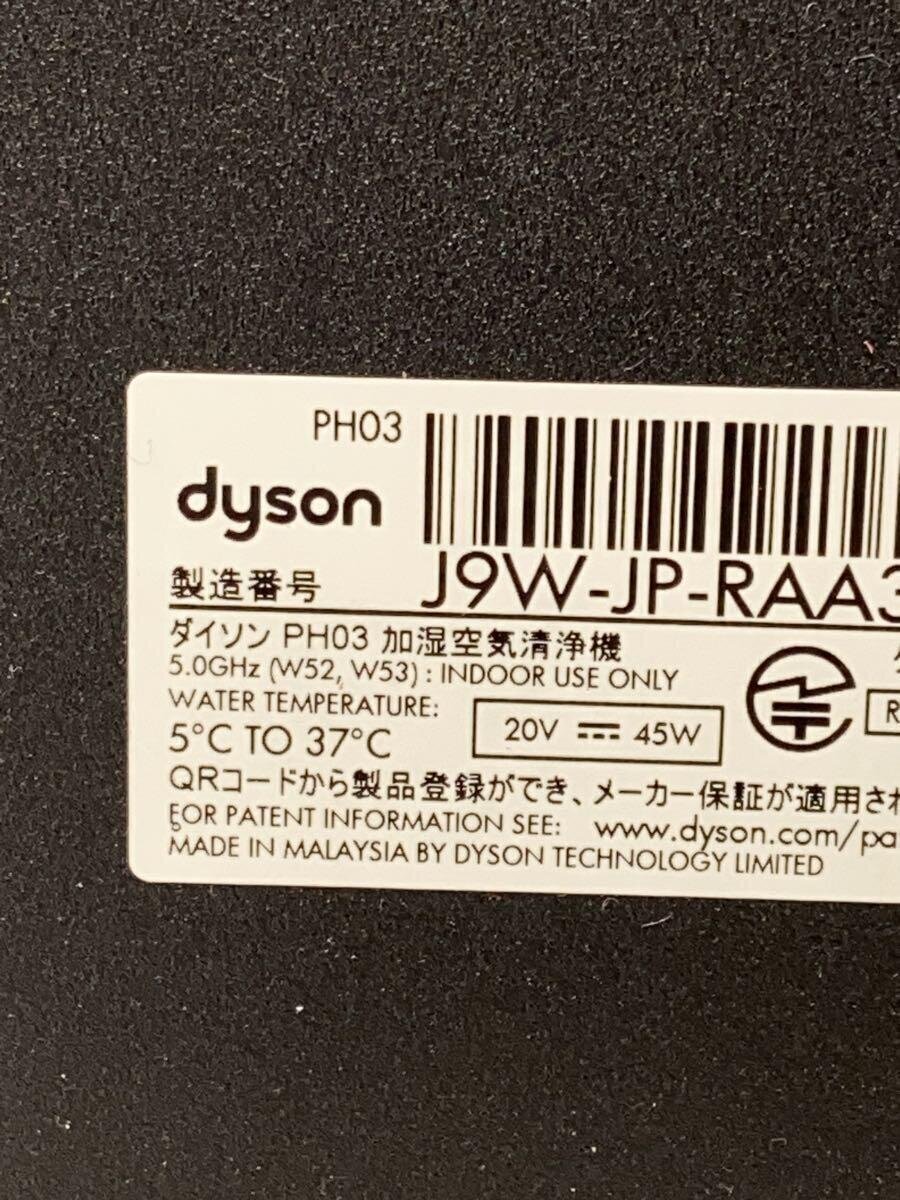 PH03
dyson
製造番号 J9W-JP-RAA3
ダイソン PH03 加湿空気清浄機
5.0GHz (W52, W53) : INDOOR USE ONLY
WATER TEMPERATURE:
5°C TO 37°C
20V ⎓ 45W
R
QRコードから製品登録ができ、メーカー保証が適用され
FOR PATENT INFORMATION SEE: www.dyson.com/pa
MADE IN MALAYSIA BY DYSON TECHNOLOGY LIMITED